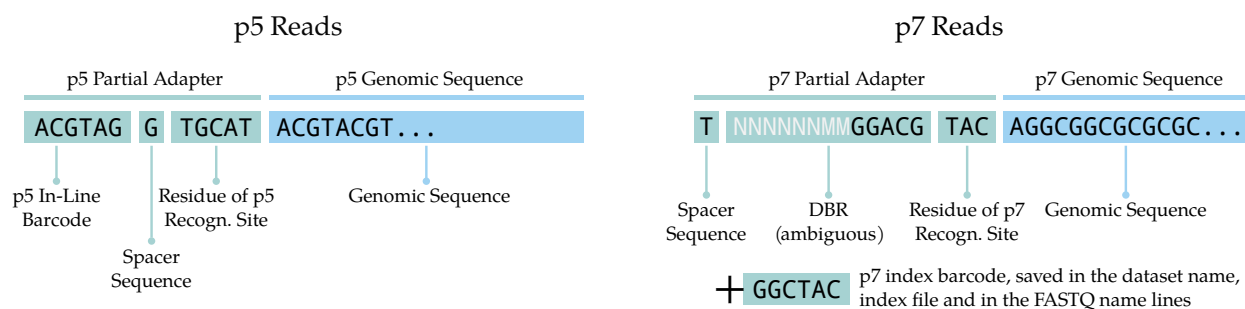 p5 Reads
p5 Partial Adapter
p5 Genomic Sequence
ACGTAG G TGCAT ACGTACGT...
p5 In-Line
Barcode
Spacer
Sequence
Residue of p5
Recogn. Site
Genomic Sequence
p7 Reads
p7 Partial Adapter
p7 Genomic Sequence
T NNNNNNMMGGACG TAC AGGCGGCGCGCGC...
Spacer
Sequence
DBR
(ambiguous)
Residue of p7
Recogn. Site
Genomic Sequence
+ GGCTAC
p7 index barcode, saved in the dataset name,
index file and in the FASTQ name lines